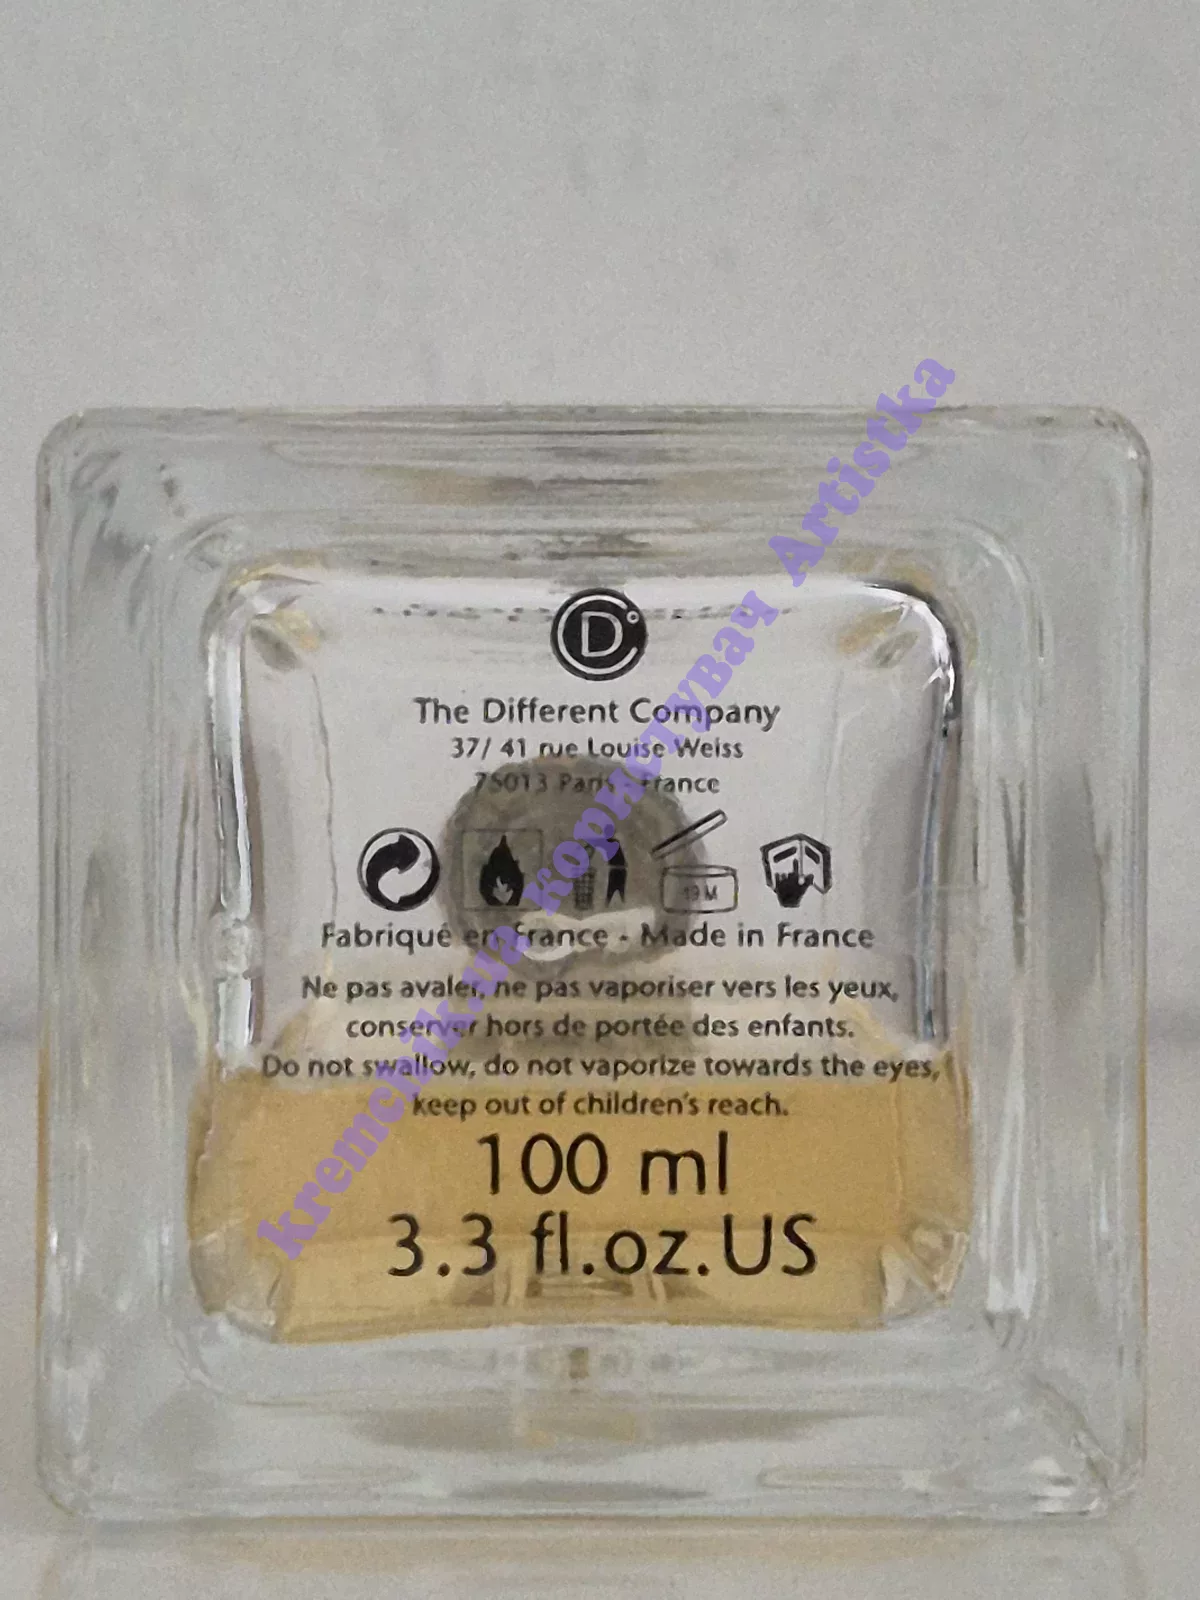 D
The Different Company
37/ 41 rue Louise Weiss
75013 Paris - France
M
Fabriqué en France - Made in France
Ne pas avaler, ne pas vaporiser vers les yeux,
conserver hors de portée des enfants.
Do not swallow, do not vaporize towards the eyes,
keep out of children's reach.
100 ml
3.3 fl.oz.US
kremchik.ua користувач Artistka